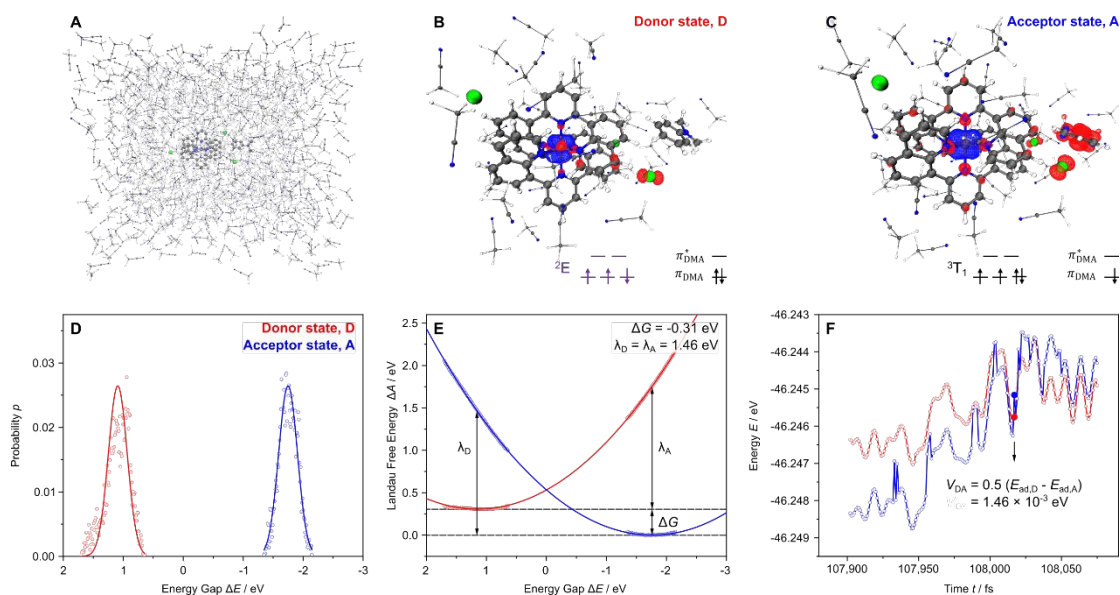 A
B
Donor state, D
²E
π*DMA
πDMA
C
Acceptor state, A
³T₁
π*DMA
πDMA
D
Donor state, D
Acceptor state, A
Probability p
0.03
0.02
0.01
0.00
2 1 0 -1 -2 -3
Energy Gap ΔE / eV
E
ΔG = -0.31 eV
λD = λA = 1.46 eV
Landau Free Energy ΔA / eV
2.5
2.0
1.5
1.0
0.5
0.0
λD
λA
ΔG
2 1 0 -1 -2 -3
Energy Gap ΔE / eV
F
Energy E / eV
-46.243
-46.244
-46.245
-46.246
-46.247
-46.248
-46.249
VDA = 0.5 (Ead,D - Ead,A)
VDA = 1.46 × 10⁻³ eV
107,900 107,950 108,000 108,050
Time t / fs